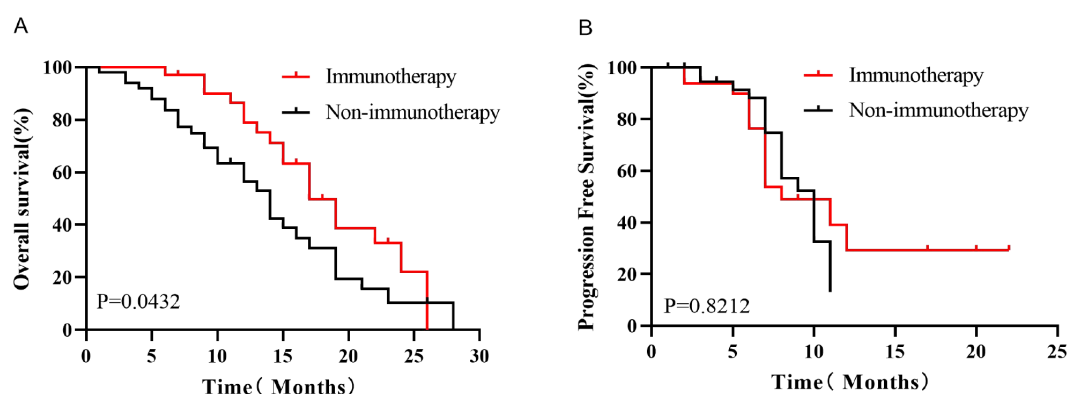 A
Overall survival(%)
100
80
60
40
20
0
0 5 10 15 20 25 30
Time( Months)
Immunotherapy
Non-immunotherapy
P=0.0432
B
Progression Free Survival(%)
100
80
60
40
20
0
0 5 10 15 20 25
Time( Months)
Immunotherapy
Non-immunotherapy
P=0.8212